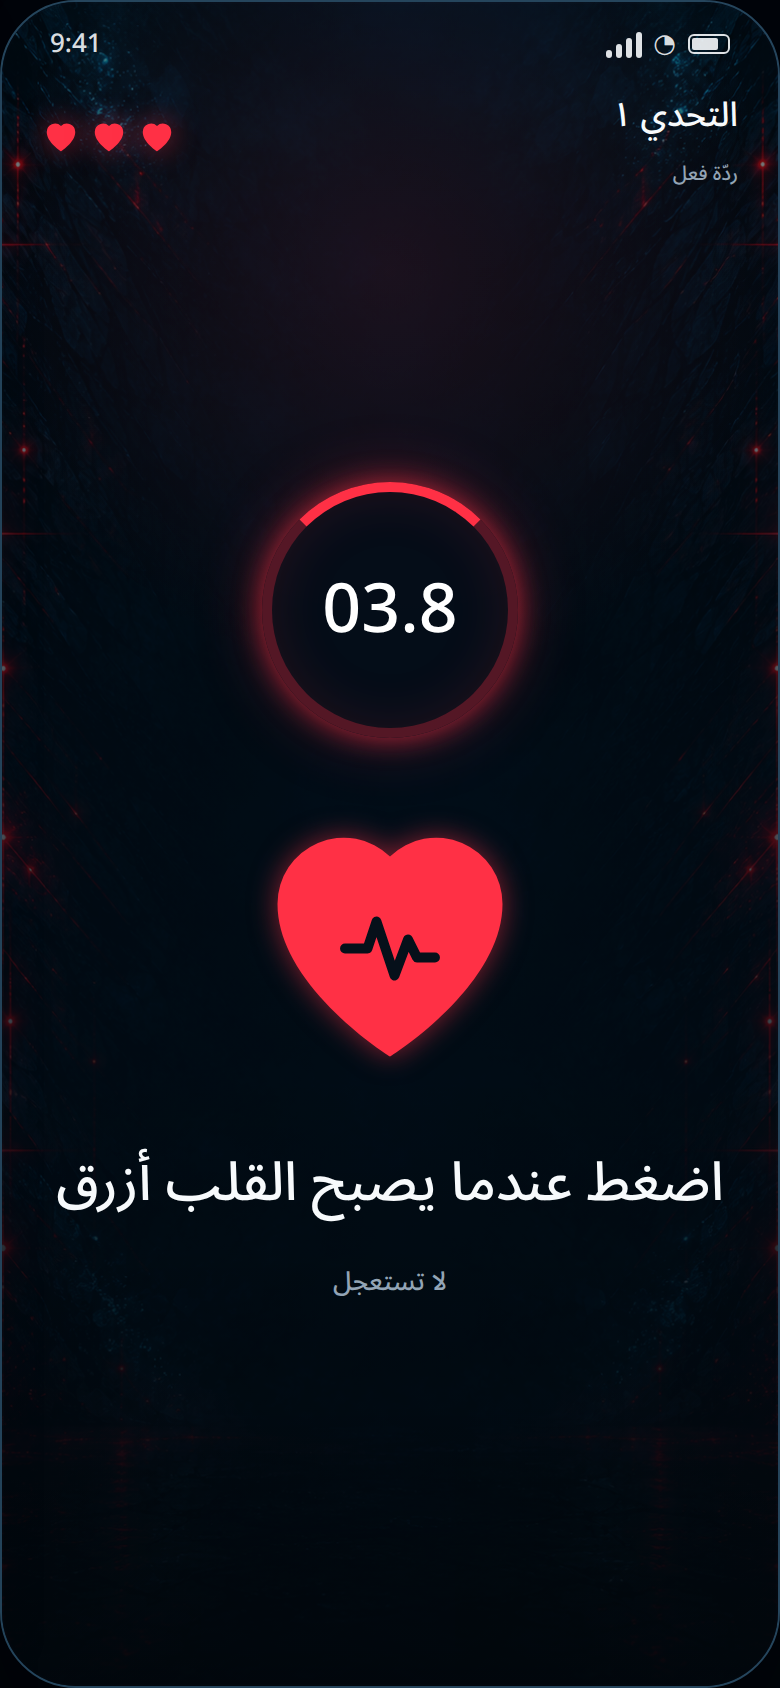 9:41
التحدي ١
ردّة فعل
03.8
اضغط عندما يصبح القلب أزرق
لا تستعجل